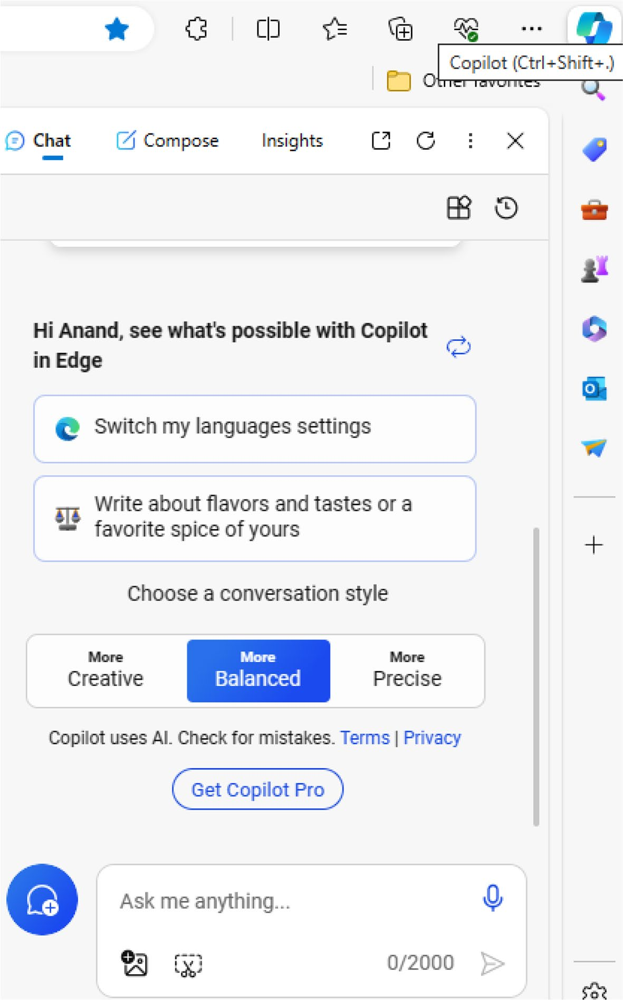 Copilot (Ctrl+Shift+.)
Other favorites
Chat
Compose
Insights
Hi Anand, see what's possible with Copilot
in Edge
Switch my languages settings
Write about flavors and tastes or a
favorite spice of yours
Choose a conversation style
More
Creative
More
Balanced
More
Precise
Copilot uses AI. Check for mistakes. Terms | Privacy
Get Copilot Pro
Ask me anything...
0/2000